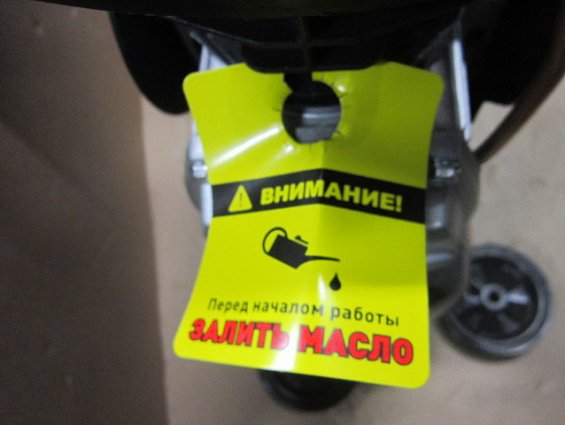 ВНИМАНИЕ!
Перед началом работы
ЗАЛИТЬ МАСЛО